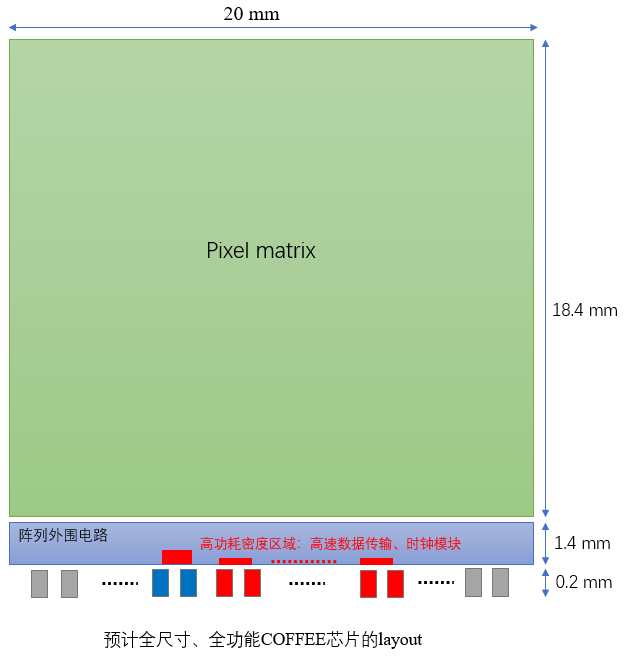 20 mm
Pixel matrix
18.4 mm
阵列外围电路
高功耗密度区域：高速数据传输、时钟模块
1.4 mm
0.2 mm
预计全尺寸、全功能COFFEE芯片的layout